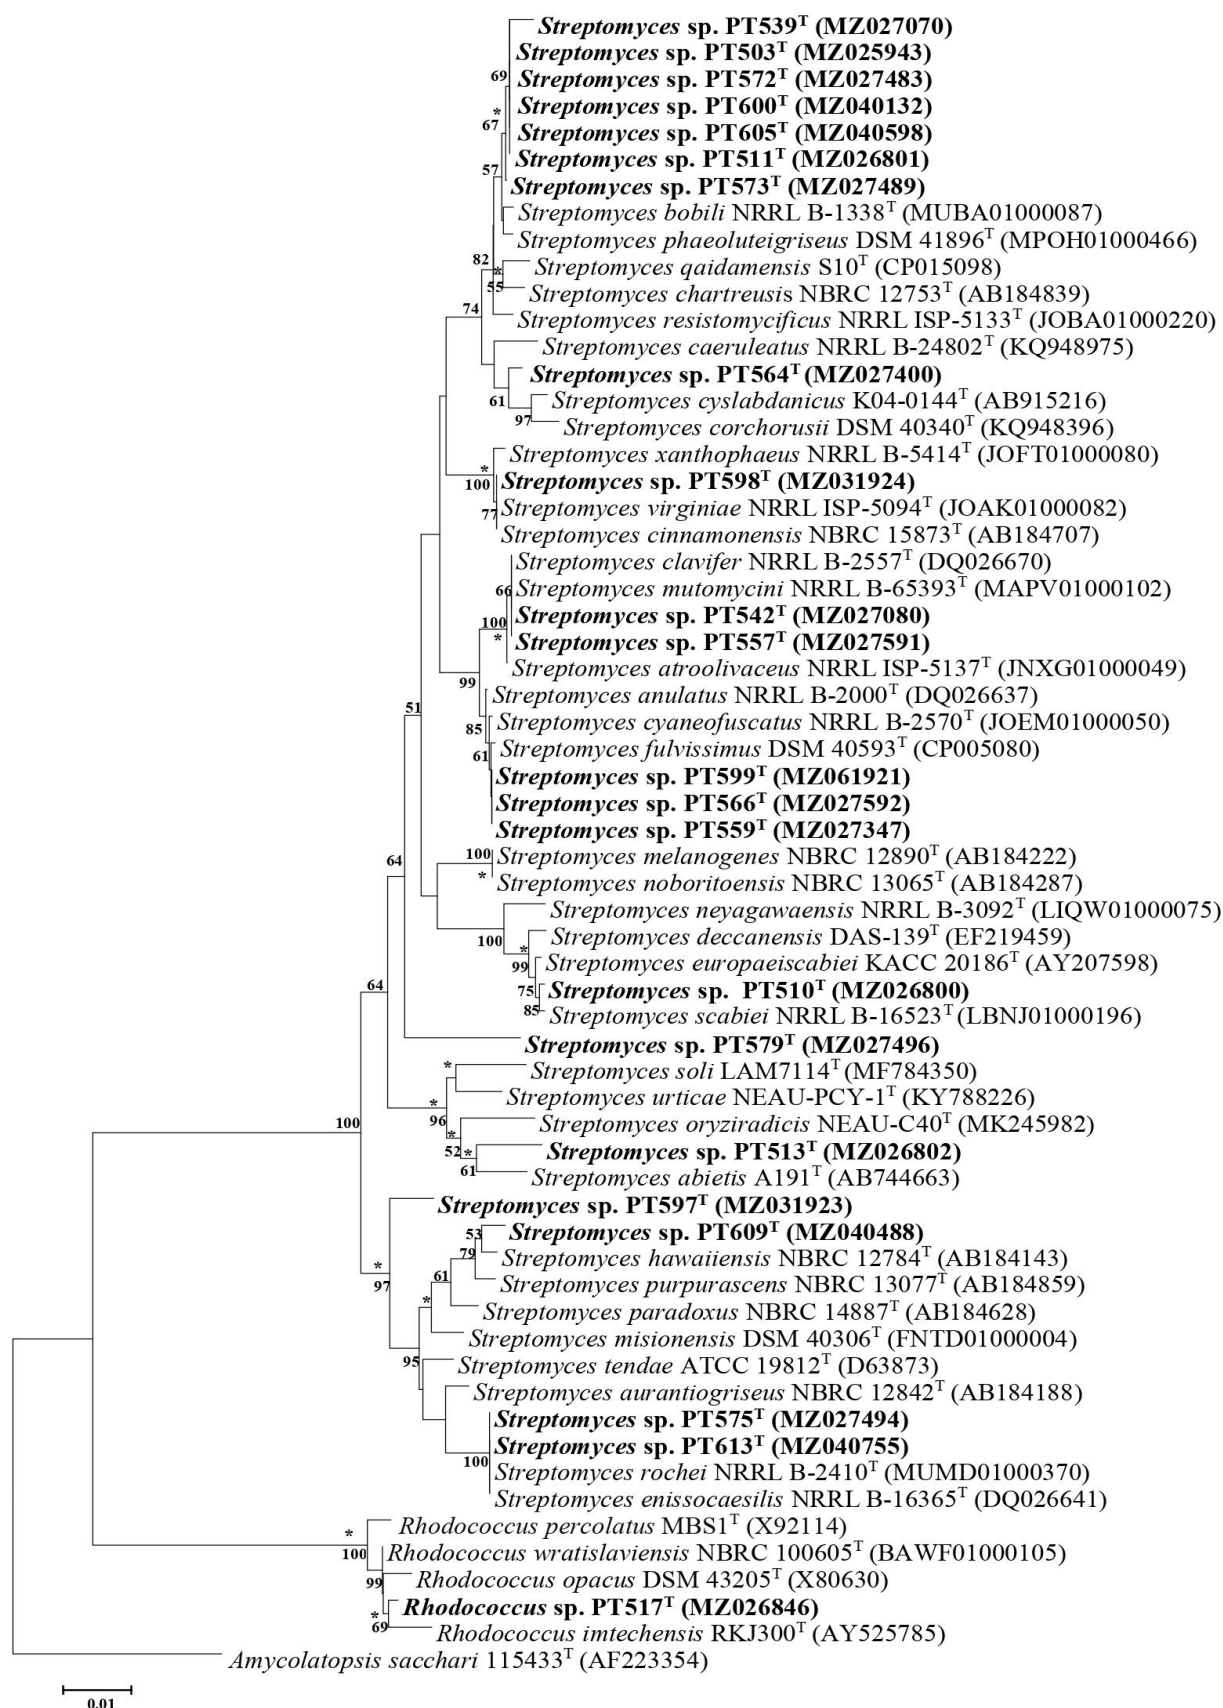 Streptomyces sp. PT539T (MZ027070)
Streptomyces sp. PT503T (MZ025943)
69
Streptomyces sp. PT572T (MZ027483)
*
Streptomyces sp. PT600T (MZ040132)
67
Streptomyces sp. PT605T (MZ040598)
Streptomyces sp. PT511T (MZ026801)
57
Streptomyces sp. PT573T (MZ027489)
Streptomyces bobili NRRL B-1338T (MUBA01000087)
Streptomyces phaeoluteigriseus DSM 41896T (MPOH01000466)
82
*
Streptomyces qaidamensis S10T (CP015098)
55
Streptomyces chartreusis NBRC 12753T (AB184839)
74
Streptomyces resistomycificus NRRL ISP-5133T (JOBA01000220)
Streptomyces caeruleatus NRRL B-24802T (KQ948975)
Streptomyces sp. PT564T (MZ027400)
61
Streptomyces cyslabdanicus K04-0144T (AB915216)
97
Streptomyces corchorusii DSM 40340T (KQ948396)
Streptomyces xanthophaeus NRRL B-5414T (JOFT01000080)
*
100
Streptomyces sp. PT598T (MZ031924)
77
Streptomyces virginiae NRRL ISP-5094T (JOAK01000082)
Streptomyces cinnamonensis NBRC 15873T (AB184707)
Streptomyces clavifer NRRL B-2557T (DQ026670)
66
Streptomyces mutomycini NRRL B-65393T (MAPV01000102)
Streptomyces sp. PT542T (MZ027080)
100
*
Streptomyces sp. PT557T (MZ027591)
Streptomyces atroolivaceus NRRL ISP-5137T (JNXG01000049)
99
Streptomyces anulatus NRRL B-2000T (DQ026637)
51
Streptomyces cyaneofuscatus NRRL B-2570T (JOEM01000050)
85
Streptomyces fulvissimus DSM 40593T (CP005080)
61
Streptomyces sp. PT599T (MZ061921)
Streptomyces sp. PT566T (MZ027592)
Streptomyces sp. PT559T (MZ027347)
100
Streptomyces melanogenes NBRC 12890T (AB184222)
64
*
Streptomyces noboritoensis NBRC 13065T (AB184287)
Streptomyces neyagawaensis NRRL B-3092T (LIQW01000075)
100
Streptomyces deccanensis DAS-139T (EF219459)
*
99
Streptomyces europaeiscabiei KACC 20186T (AY207598)
64
75
Streptomyces sp. PT510T (MZ026800)
85
Streptomyces scabiei NRRL B-16523T (LBNJ01000196)
Streptomyces sp. PT579T (MZ027496)
*
Streptomyces soli LAM7114T (MF784350)
Streptomyces urticae NEAU-PCY-1T (KY788226)
*
96
100
Streptomyces oryziradicis NEAU-C40T (MK245982)
*
52
*
Streptomyces sp. PT513T (MZ026802)
61
Streptomyces abietis A191T (AB744663)
Streptomyces sp. PT597T (MZ031923)
53
Streptomyces sp. PT609T (MZ040488)
79
Streptomyces hawaiiensis NBRC 12784T (AB184143)
*
97
61
Streptomyces purpurascens NBRC 13077T (AB184859)
*
Streptomyces paradoxus NBRC 14887T (AB184628)
Streptomyces misionensis DSM 40306T (FNTD01000004)
95
Streptomyces tendae ATCC 19812T (D63873)
Streptomyces aurantiogriseus NBRC 12842T (AB184188)
Streptomyces sp. PT575T (MZ027494)
Streptomyces sp. PT613T (MZ040755)
100
Streptomyces rochei NRRL B-2410T (MUMD01000370)
Streptomyces enissocaesilis NRRL B-16365T (DQ026641)
*
Rhodococcus percolatus MBS1T (X92114)
100
Rhodococcus wratislaviensis NBRC 100605T (BAWF01000105)
99
Rhodococcus opacus DSM 43205T (X80630)
*
Rhodococcus sp. PT517T (MZ026846)
69
Rhodococcus imtechensis RKJ300T (AY525785)
Amycolatopsis sacchari 115433T (AF223354)
0.01